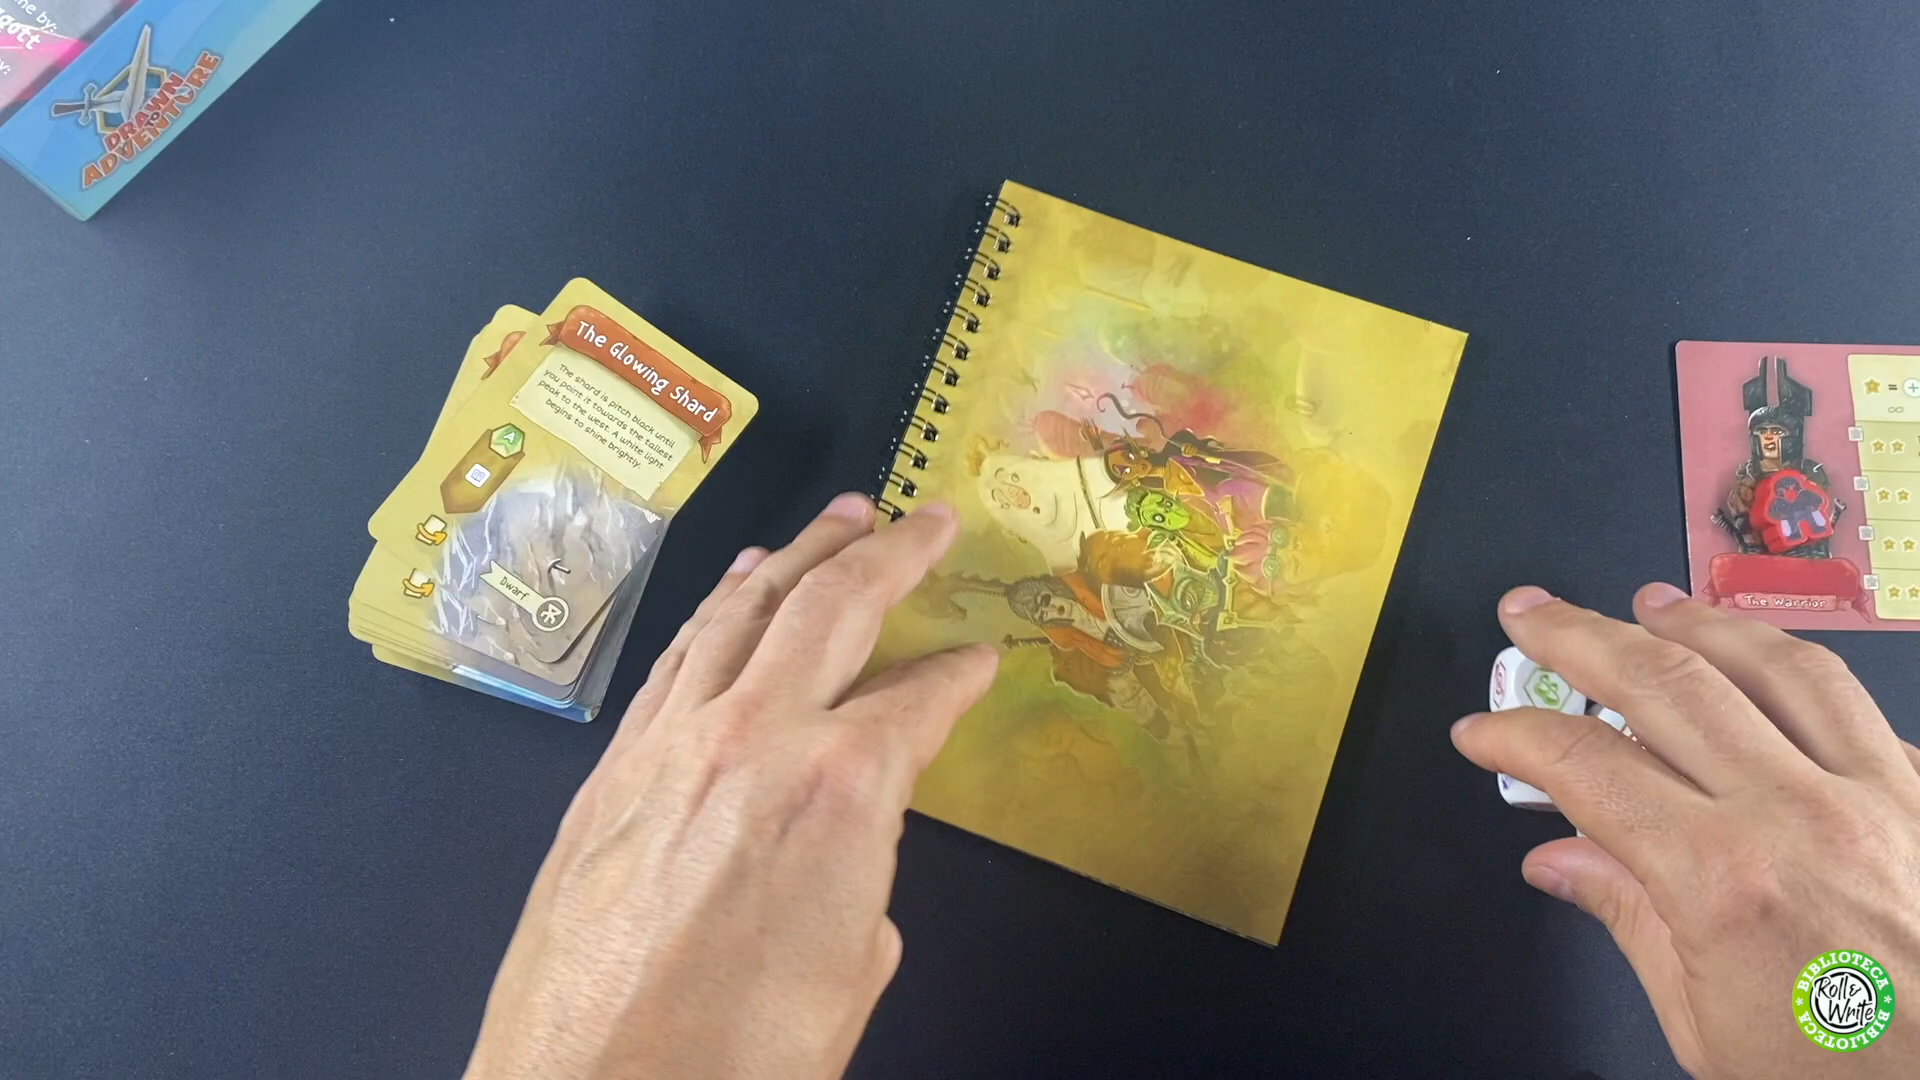 ne by:
gott
DRAWN
TO
ADVENTURE
The Glowing Shard
The shard is pitch black until
you point it towards the tallest
peak to the west. A white light
begins to shine brightly.
A
Dwarf
=
+
∞
The Warrior
BIBLIOTECA
Roll &
Write
BIBLIOTECA